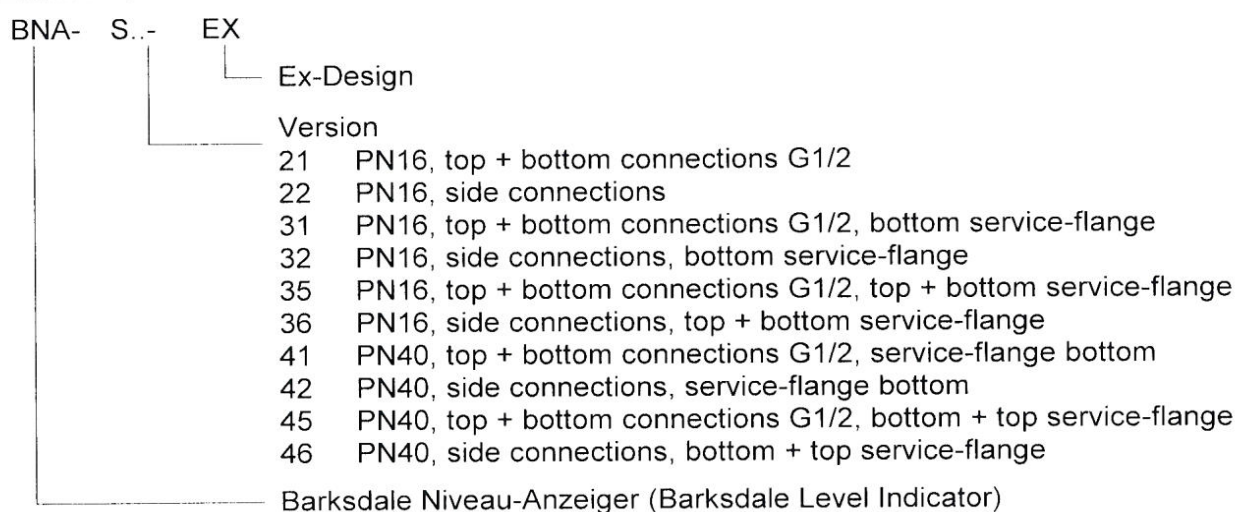 BNA- S..- EX
Ex-Design
Version
21 PN16, top + bottom connections G1/2
22 PN16, side connections
31 PN16, top + bottom connections G1/2, bottom service-flange
32 PN16, side connections, bottom service-flange
35 PN16, top + bottom connections G1/2, top + bottom service-flange
36 PN16, side connections, top + bottom service-flange
41 PN40, top + bottom connections G1/2, service-flange bottom
42 PN40, side connections, service-flange bottom
45 PN40, top + bottom connections G1/2, bottom + top service-flange
46 PN40, side connections, bottom + top service-flange
Barksdale Niveau-Anzeiger (Barksdale Level Indicator)